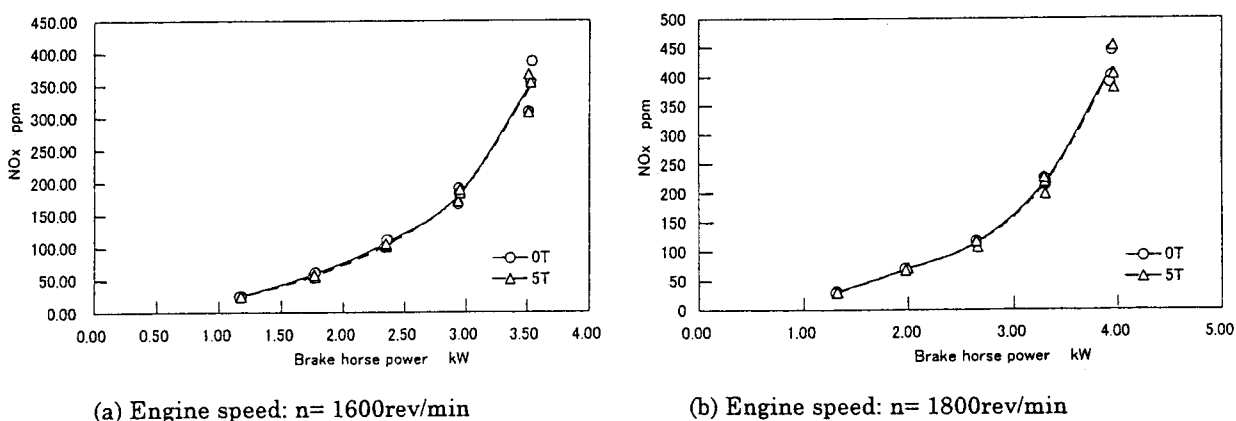 450.00
400.00
350.00
300.00
250.00
200.00
150.00
100.00
50.00
0.00
NOx ppm
0T
5T
0.00 0.50 1.00 1.50 2.00 2.50 3.00 3.50 4.00
Brake horse power kW
(a) Engine speed: n= 1600rev/min
500
450
400
350
300
250
200
150
100
50
0
NOx ppm
0T
5T
0.00 1.00 2.00 3.00 4.00 5.00
Brake horse power kW
(b) Engine speed: n= 1800rev/min